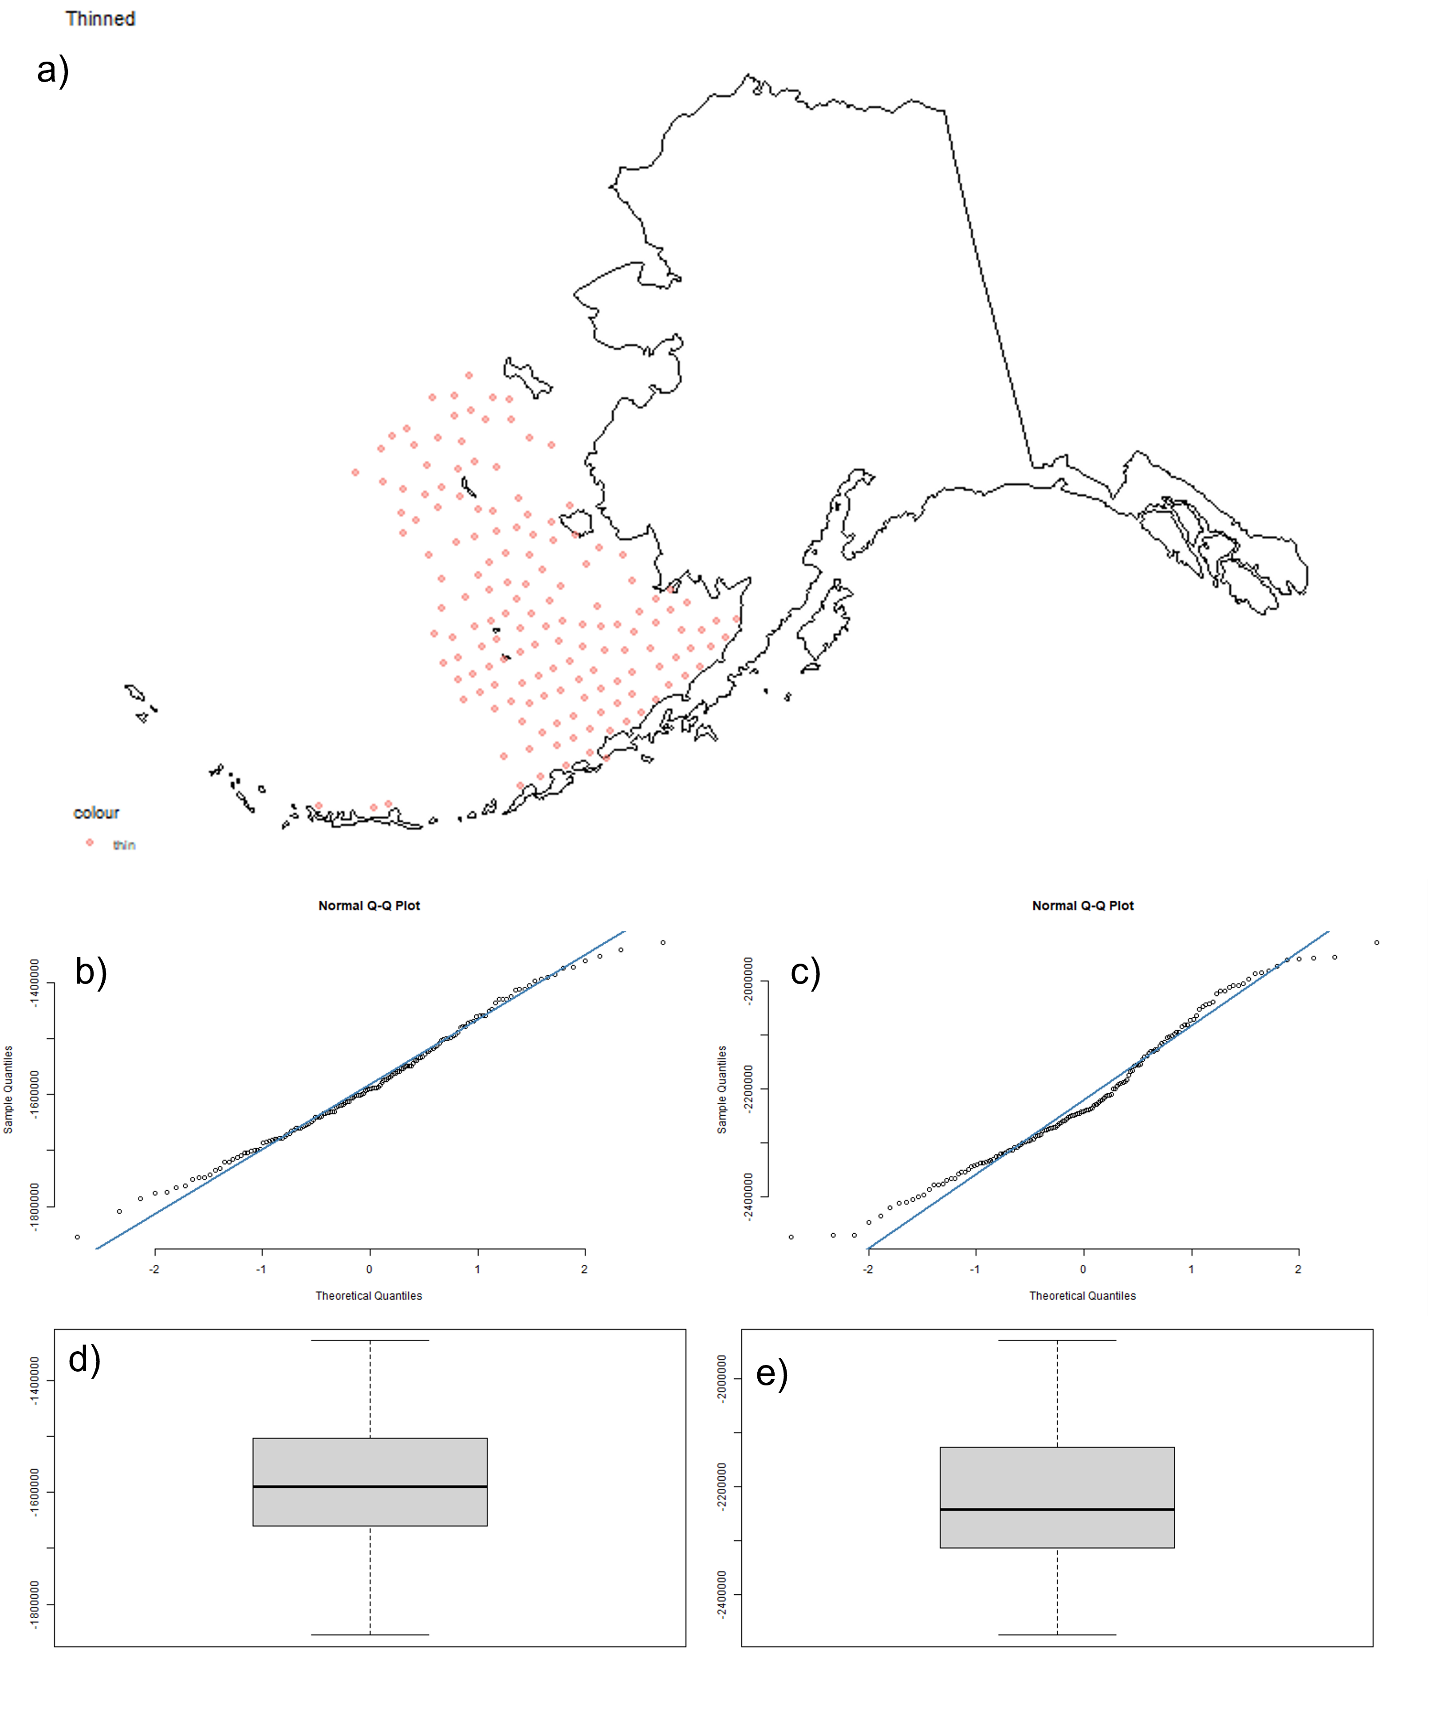 Thinned
a)
colour
thin
Normal Q-Q Plot
b)
Sample Quantiles
-1400000
-1600000
-1800000
-2
-1
0
1
2
Theoretical Quantiles
Normal Q-Q Plot
c)
Sample Quantiles
-2000000
-2200000
-2400000
-2
-1
0
1
2
Theoretical Quantiles
d)
-1400000
-1600000
-1800000
e)
-2000000
-2200000
-2400000